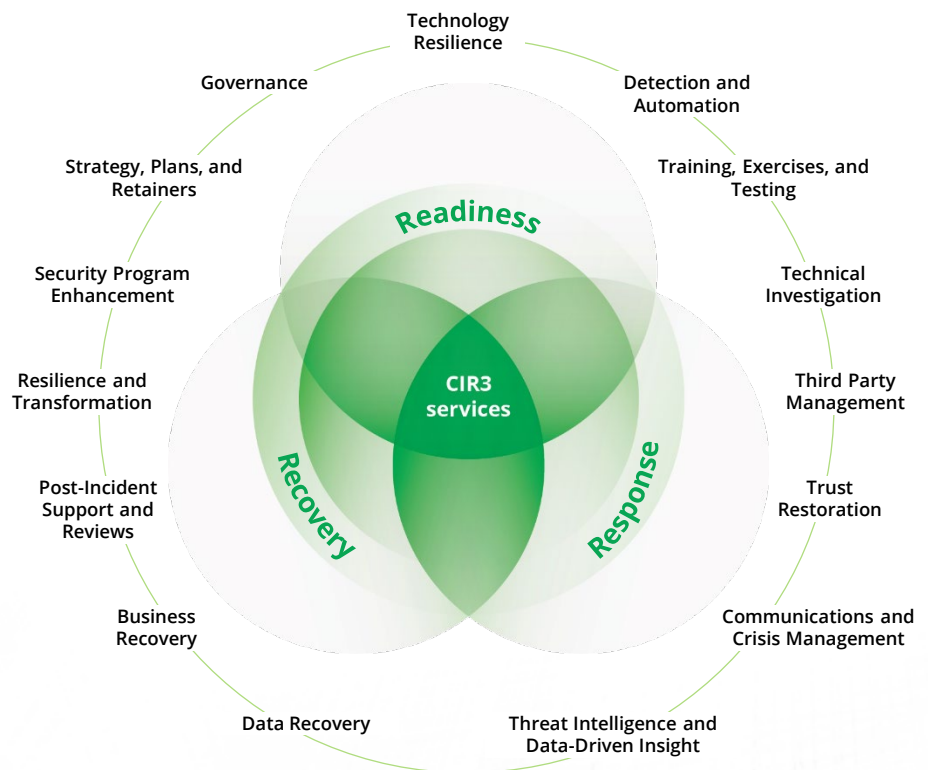 Technology
Resilience
Governance
Detection and
Automation
Strategy, Plans, and
Retainers
Training, Exercises, and
Testing
Readiness
Security Program
Enhancement
Technical
Investigation
Resilience and
Transformation
CIR3
services
Third Party
Management
Recovery
Response
Post-Incident
Support and
Reviews
Trust
Restoration
Business
Recovery
Communications and
Crisis Management
Data Recovery
Threat Intelligence and
Data-Driven Insight